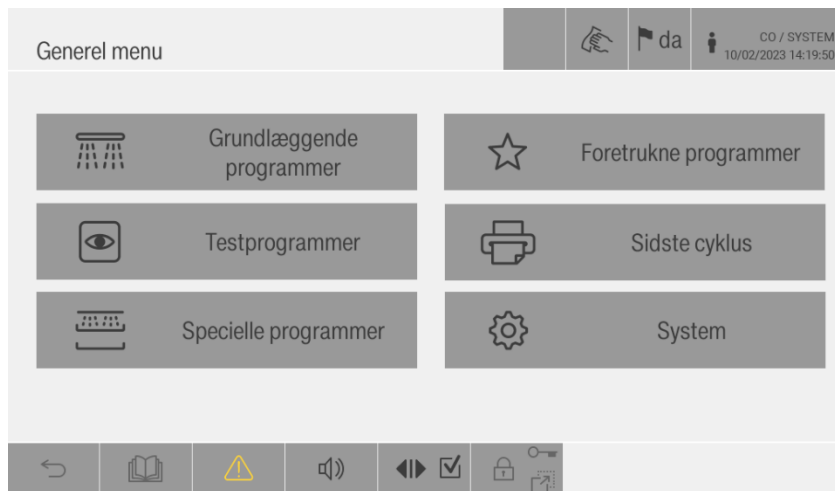 Generel menu
da
CO / SYSTEM
10/02/2023 14:19:50
Grundlæggende
programmer
Foretrukne programmer
Testprogrammer
Sidste cyklus
Specielle programmer
System